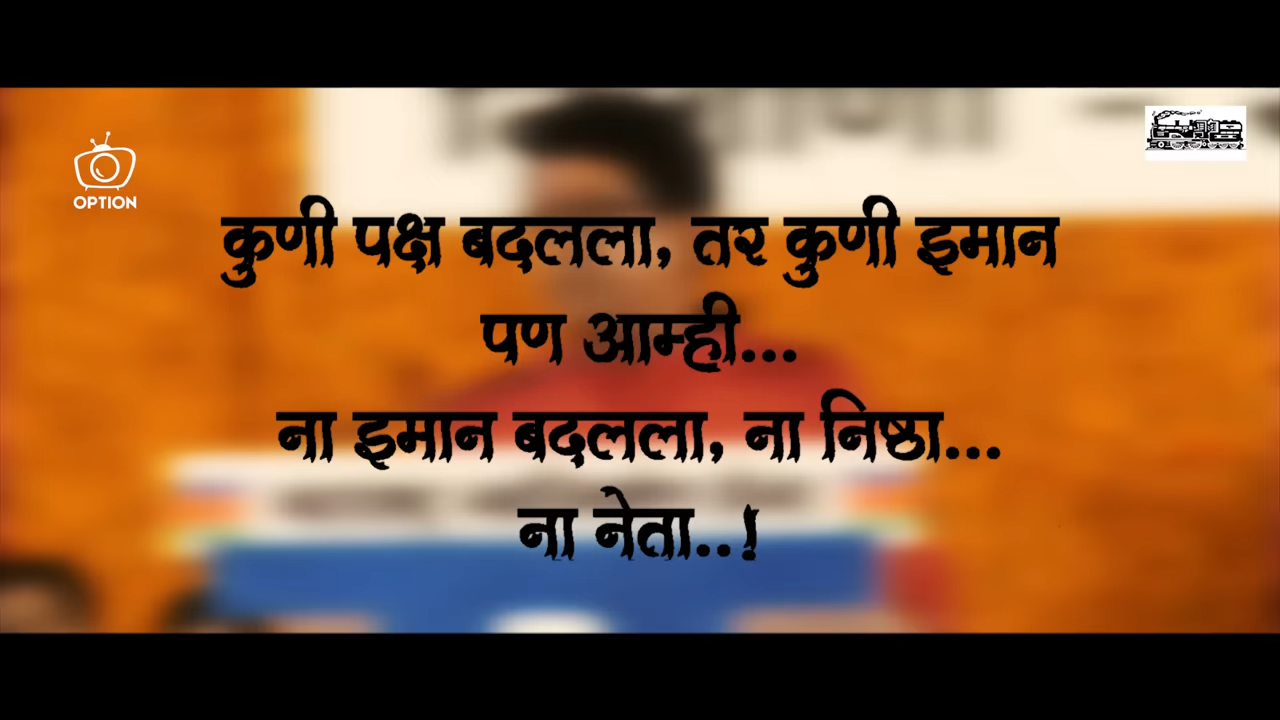 OPTION
कुणी पक्ष बदलला, तर कुणी इमान
पण आम्ही...
ना इमान बदलला, ना निष्ठा...
ना नेता..!